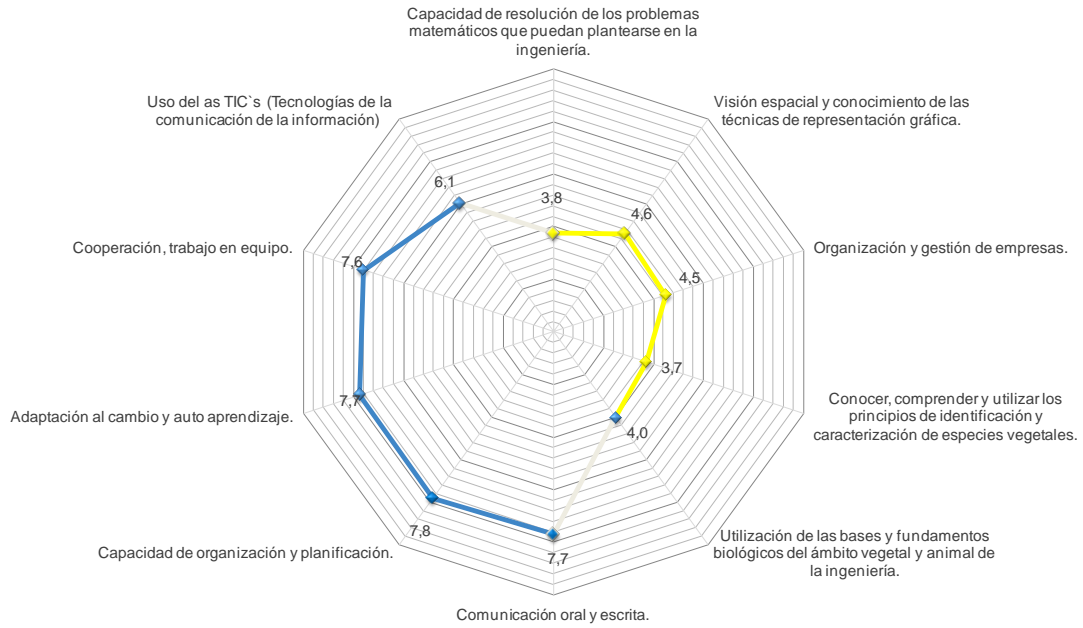 Capacidad de resolución de los problemas
matemáticos que puedan plantearse en la
ingeniería.
Uso del as TIC`s (Tecnologías de la
comunicación de la información)
Visión espacial y conocimiento de las
técnicas de representación gráfica.
6,1
3,8
4,6
Cooperación, trabajo en equipo.
7,6
4,5
Organización y gestión de empresas.
3,7
Adaptación al cambio y auto aprendizaje.
7,7
4,0
Conocer, comprender y utilizar los
principios de identificación y
caracterización de especies vegetales.
Capacidad de organización y planificación.
7,8
7,7
Utilización de las bases y fundamentos
biológicos del ámbito vegetal y animal de
la ingeniería.
Comunicación oral y escrita.